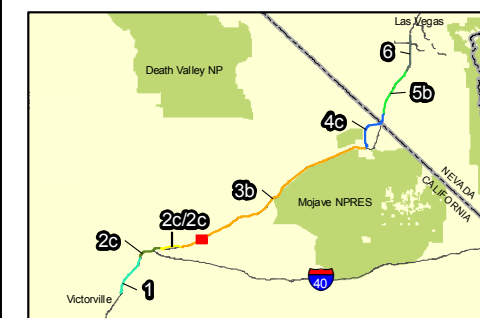 Las Vegas
6
Death Valley NP
5b
4c
NEVADA
CALIFORNIA
3b
Mojave NPRES
2c/2c
2c
40
1
Victorville